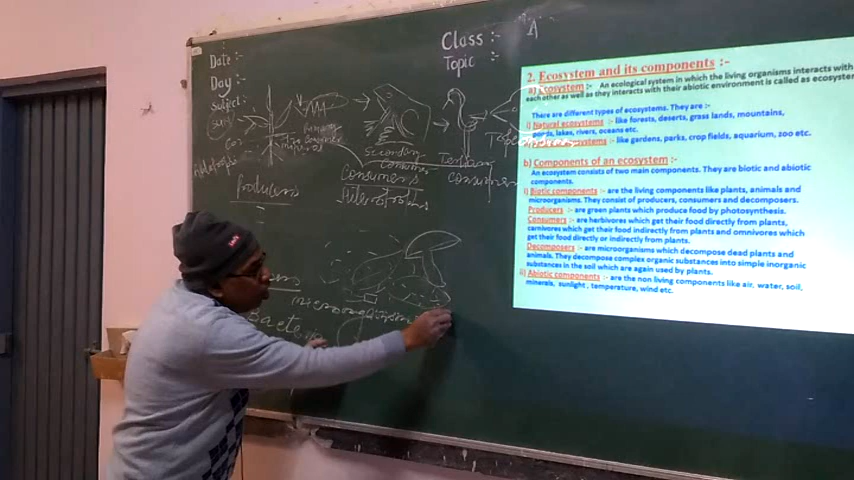 Date :-
Day :-
Subject :-
Class :- A
Topic :-
Secondary
Consumer
Producers
Consumers
Tertiary
consumers
microorganism
Bacte
2. Ecosystem and its components :-
a) Ecosystem :- An ecological system in which the living organisms interacts with
each other as well as they interacts with their abiotic environment is called as ecosystem
There are different types of ecosystems. They are :-
i) Natural ecosystems :- like forests, deserts, grass lands, mountains,
ponds, lakes, rivers, oceans etc.
ecosystems :- like gardens, parks, crop fields, aquarium, zoo etc.
b) Components of an ecosystem :-
An ecosystem consists of two main components. They are biotic and abiotic
components.
i) Biotic components :- are the living components like plants, animals and
microorganisms. They consist of producers, consumers and decomposers.
Producers :- are green plants which produce food by photosynthesis.
Consumers :- are herbivores which get their food directly from plants,
carnivores which get their food indirectly from plants and omnivores which
get their food directly or indirectly from plants.
Decomposers :- are microorganisms which decompose dead plants and
animals. They decompose complex organic substances into simple inorganic
substances in the soil which are again used by plants.
ii) Abiotic components :- are the non living components like air, water, soil,
minerals, sunlight , temperature, wind etc.